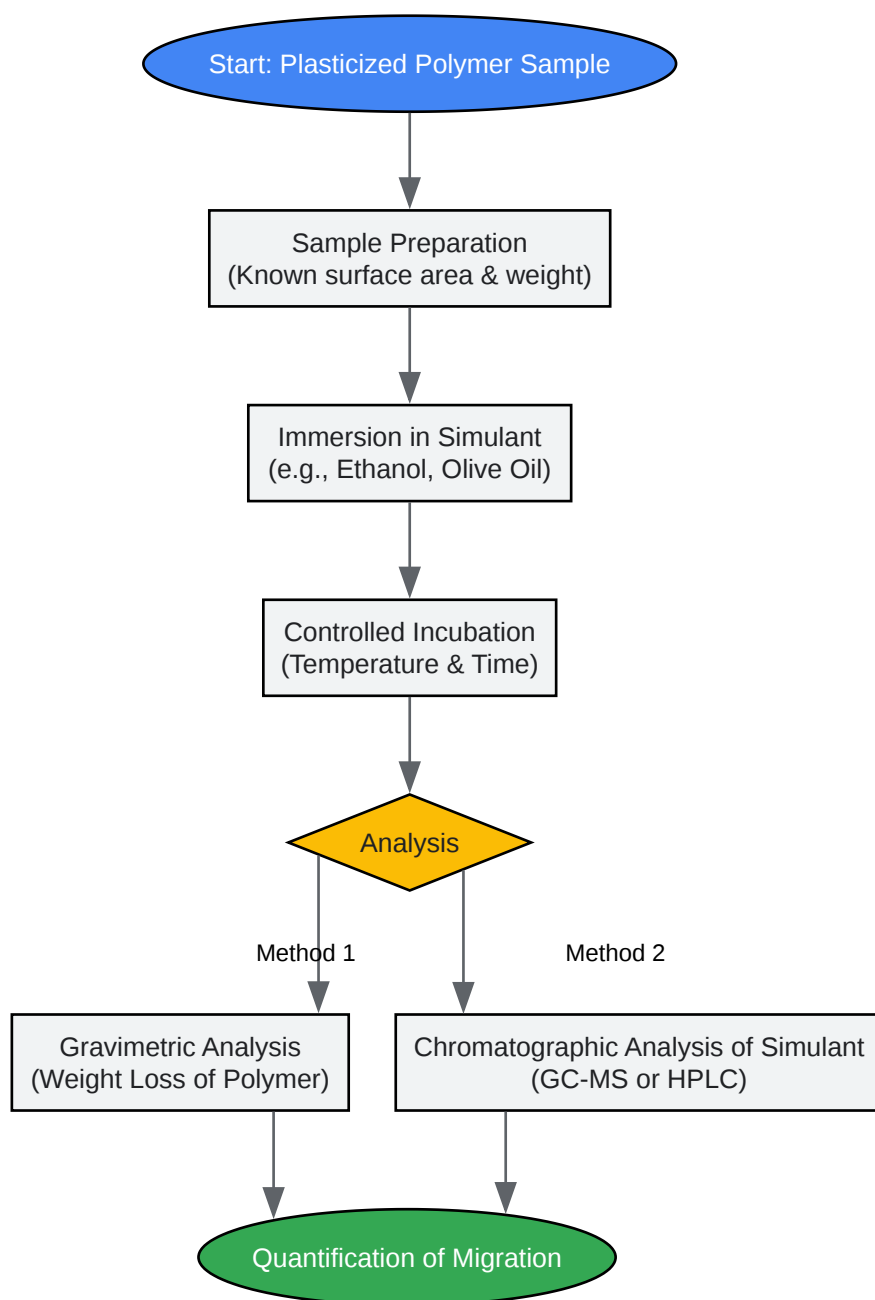 Start: Plasticized Polymer Sample
Sample Preparation
(Known surface area & weight)
Immersion in Simulant
(e.g., Ethanol, Olive Oil)
Controlled Incubation
(Temperature & Time)
Analysis
Method 1
Method 2
Gravimetric Analysis
(Weight Loss of Polymer)
Chromatographic Analysis of Simulant
(GC-MS or HPLC)
Quantification of Migration